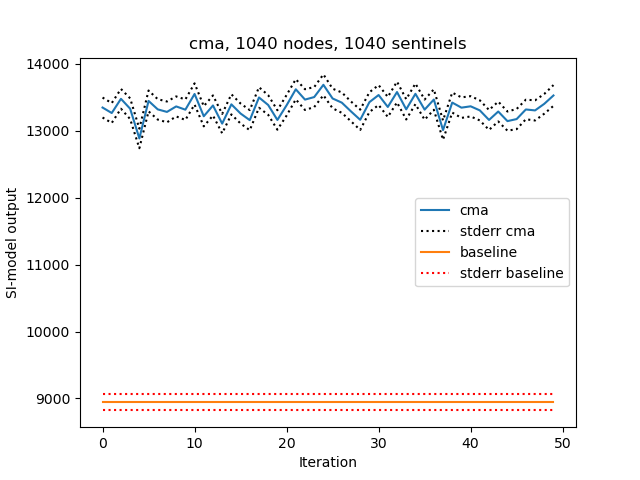 cma, 1040 nodes, 1040 sentinels
14000
13000
12000
11000
10000
9000
SI-model output
cma
stderr cma
baseline
stderr baseline
0
10
20
30
40
50
Iteration